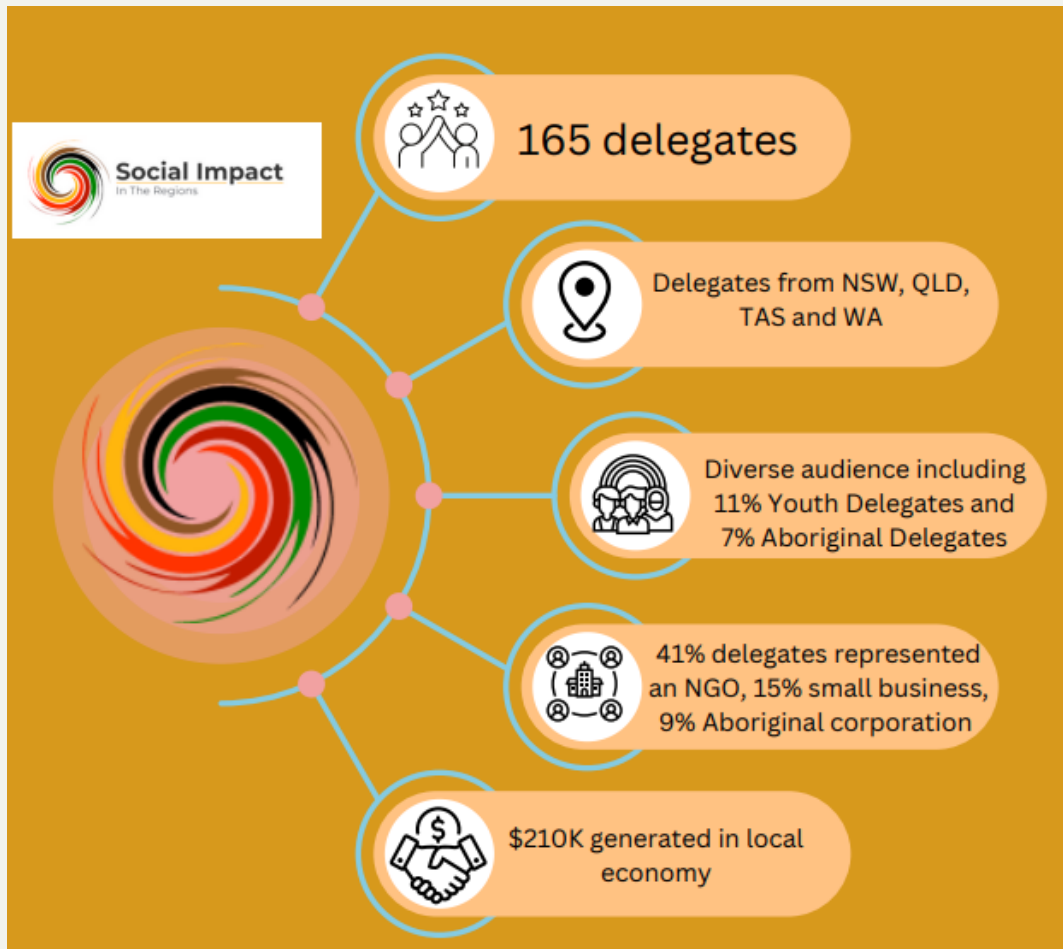 Social Impact
In The Regions
165 delegates
Delegates from NSW, QLD,
TAS and WA
Diverse audience including
11% Youth Delegates and
7% Aboriginal Delegates
41% delegates represented
an NGO, 15% small business,
9% Aboriginal corporation
$
$210K generated in local
economy